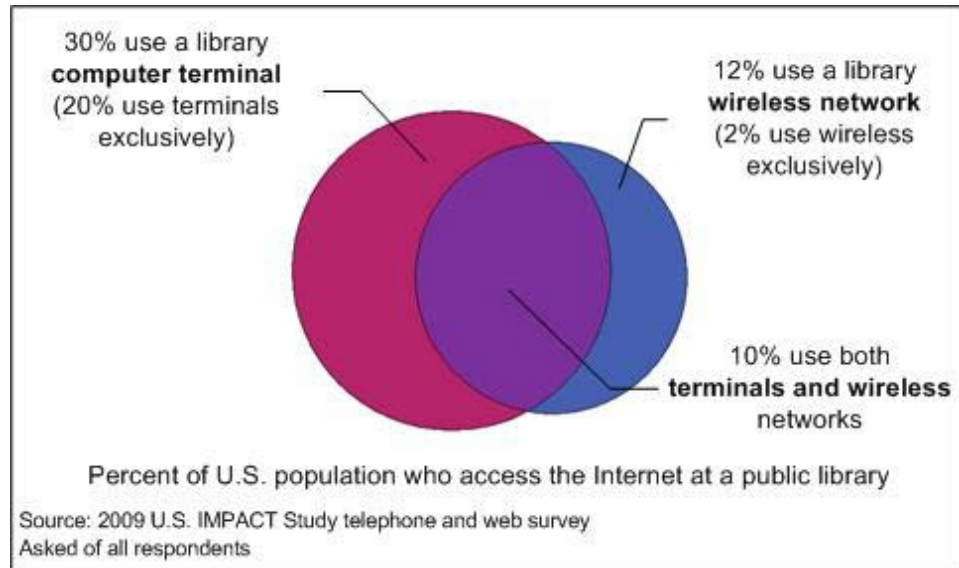 30% use a library
computer terminal
(20% use terminals
exclusively)
12% use a library
wireless network
(2% use wireless
exclusively)
10% use both
terminals and wireless
networks
Percent of U.S. population who access the Internet at a public library
Source: 2009 U.S. IMPACT Study telephone and web survey
Asked of all respondents